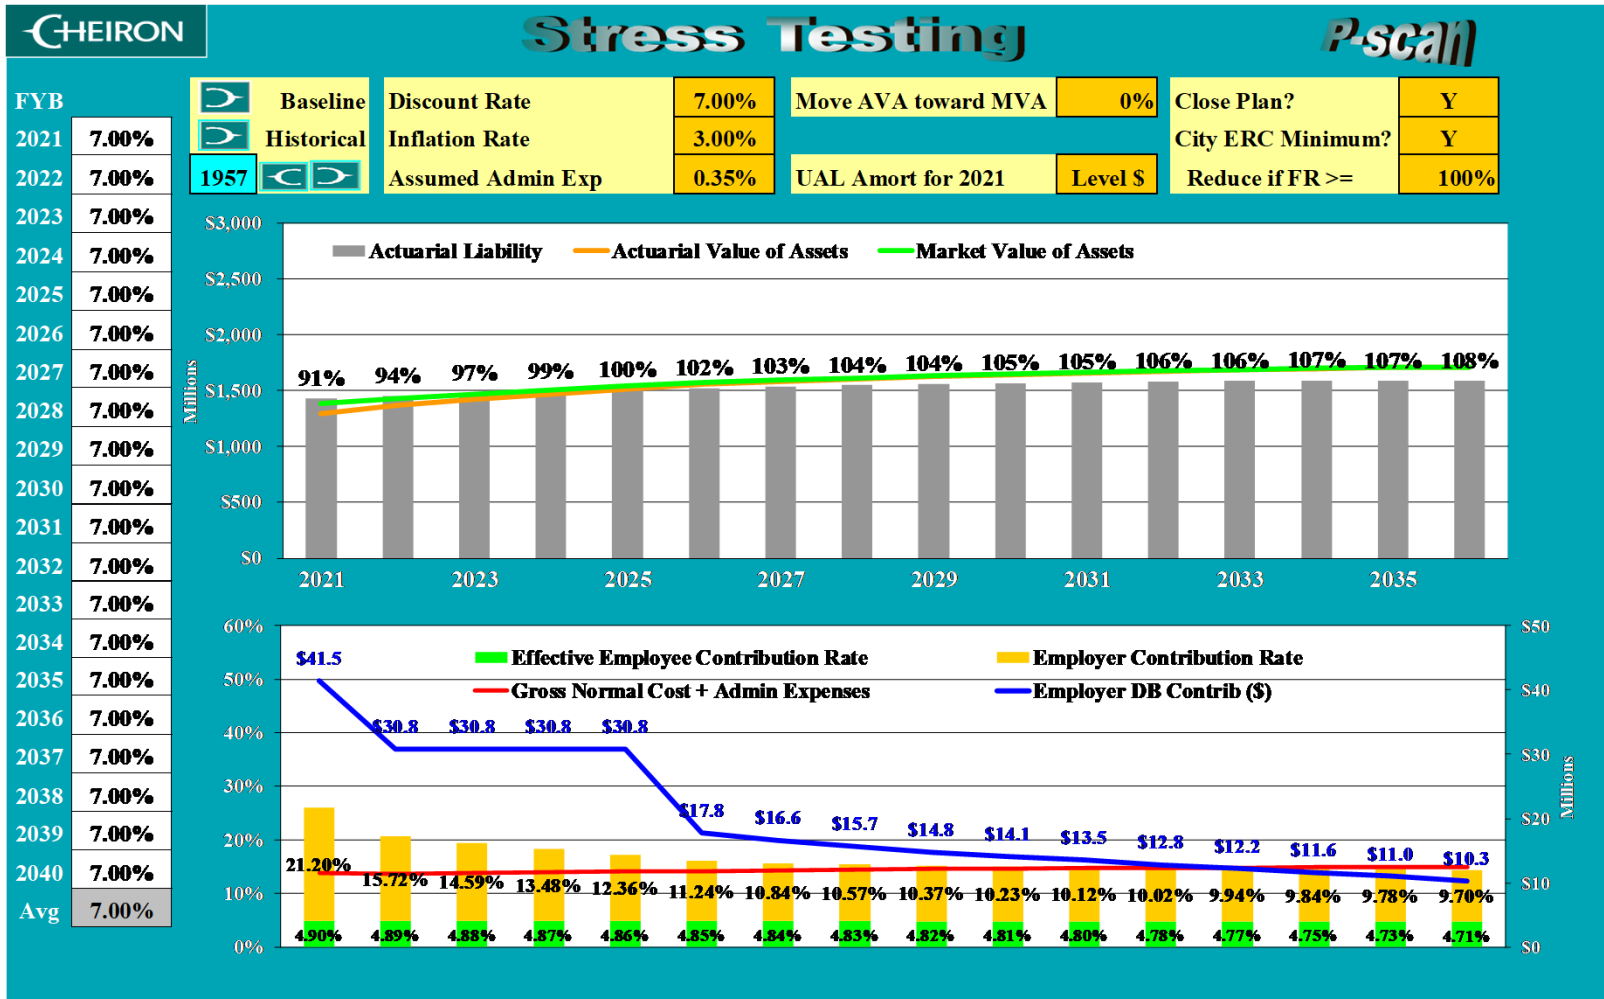 CHEIRON
Stress Testing
P-scan
FYB
2021 7.00%
2022 7.00%
2023 7.00%
2024 7.00%
2025 7.00%
2026 7.00%
2027 7.00%
2028 7.00%
2029 7.00%
2030 7.00%
2031 7.00%
2032 7.00%
2033 7.00%
2034 7.00%
2035 7.00%
2036 7.00%
2037 7.00%
2038 7.00%
2039 7.00%
2040 7.00%
Avg 7.00%
Baseline
Historical
1957
Discount Rate 7.00%
Inflation Rate 3.00%
Assumed Admin Exp 0.35%
Move AVA toward MVA 0%
UAL Amort for 2021 Level $
Close Plan? Y
City ERC Minimum? Y
Reduce if FR >= 100%
Millions
$3,000
$2,500
$2,000
$1,500
$1,000
$500
$0
Actuarial Liability Actuarial Value of Assets Market Value of Assets
91% 94% 97% 99% 100% 102% 103% 104% 104% 105% 105% 106% 106% 107% 107% 108%
2021 2023 2025 2027 2029 2031 2033 2035
60%
50%
40%
30%
20%
10%
0%
Effective Employee Contribution Rate Employer Contribution Rate
Gross Normal Cost + Admin Expenses Employer DB Contrib ($)
$41.5 $30.8 $30.8 $30.8 $30.8 $17.8 $16.6 $15.7 $14.8 $14.1 $13.5 $12.8 $12.2 $11.6 $11.0 $10.3
21.20% 15.72% 14.59% 13.48% 12.36% 11.24% 10.84% 10.57% 10.37% 10.23% 10.12% 10.02% 9.94% 9.84% 9.78% 9.70%
4.90% 4.89% 4.88% 4.87% 4.86% 4.85% 4.84% 4.83% 4.82% 4.81% 4.80% 4.78% 4.77% 4.75% 4.73% 4.71%
$50
$40
$30
$20
$10
$0
Millions